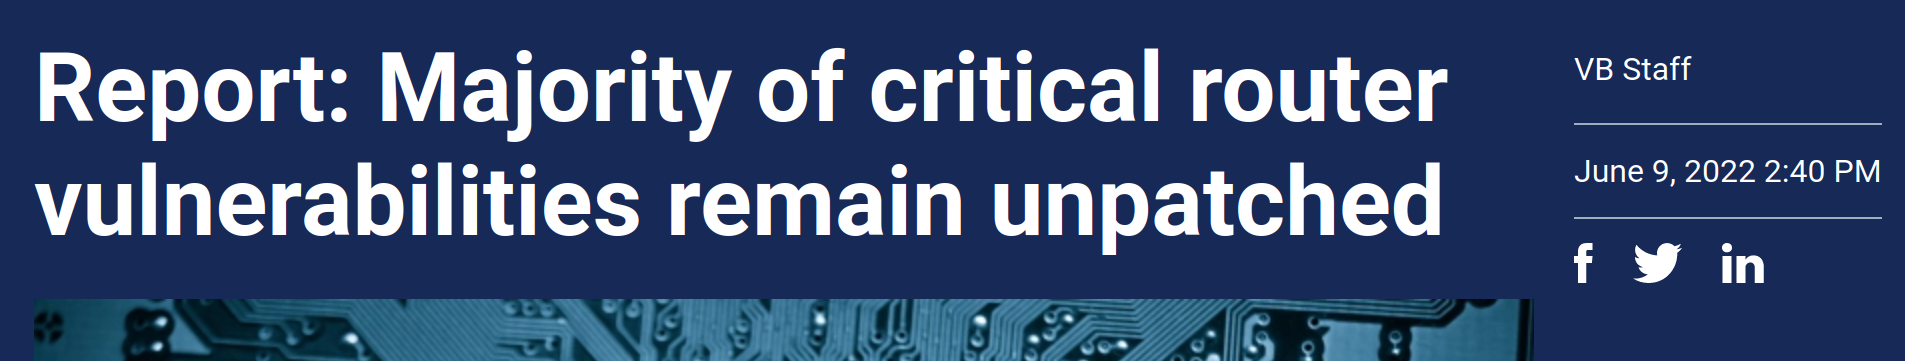 Report: Majority of critical router
vulnerabilities remain unpatched
VB Staff
June 9, 2022 2:40 PM